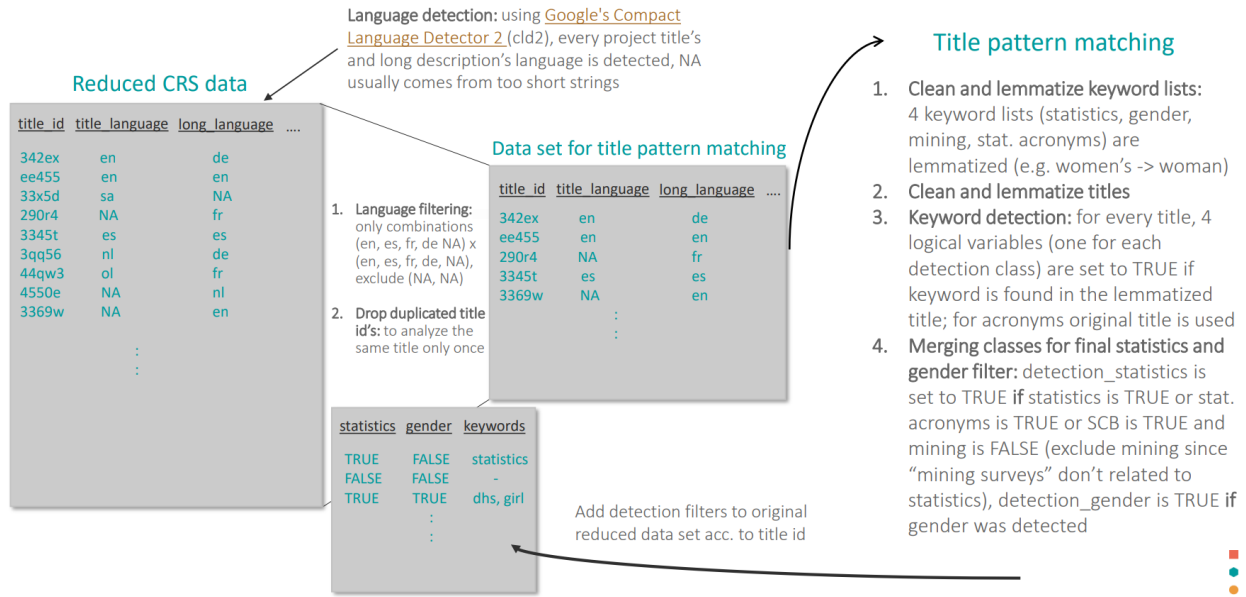 Language detection: using Google's Compact
Language Detector 2 (cld2), every project title's
and long description's language is detected, NA
usually comes from too short strings
Reduced CRS data
title_id title_language long_language ....
342ex en de
ee455 en en
33x5d sa NA
290r4 NA fr
3345t es es
3qq56 nl de
44qw3 ol fr
4550e NA nl
3369w NA en
:
:
1. Language filtering:
only combinations
(en, es, fr, de NA) x
(en, es, fr, de, NA),
exclude (NA, NA)
2. Drop duplicated title
id's: to analyze the
same title only once
Data set for title pattern matching
title_id title_language long_language ....
342ex en de
ee455 en en
290r4 NA fr
3345t es es
3369w NA en
:
:
Title pattern matching
1. Clean and lemmatize keyword lists:
4 keyword lists (statistics, gender,
mining, stat. acronyms) are
lemmatized (e.g. women's -> woman)
2. Clean and lemmatize titles
3. Keyword detection: for every title, 4
logical variables (one for each
detection class) are set to TRUE if
keyword is found in the lemmatized
title; for acronyms original title is used
4. Merging classes for final statistics and
gender filter: detection_statistics is
set to TRUE if statistics is TRUE or stat.
acronyms is TRUE or SCB is TRUE and
mining is FALSE (exclude mining since
"mining surveys" don't related to
statistics), detection_gender is TRUE if
gender was detected
statistics gender keywords
TRUE FALSE statistics
FALSE FALSE -
TRUE TRUE dhs, girl
:
:
Add detection filters to original
reduced data set acc. to title id